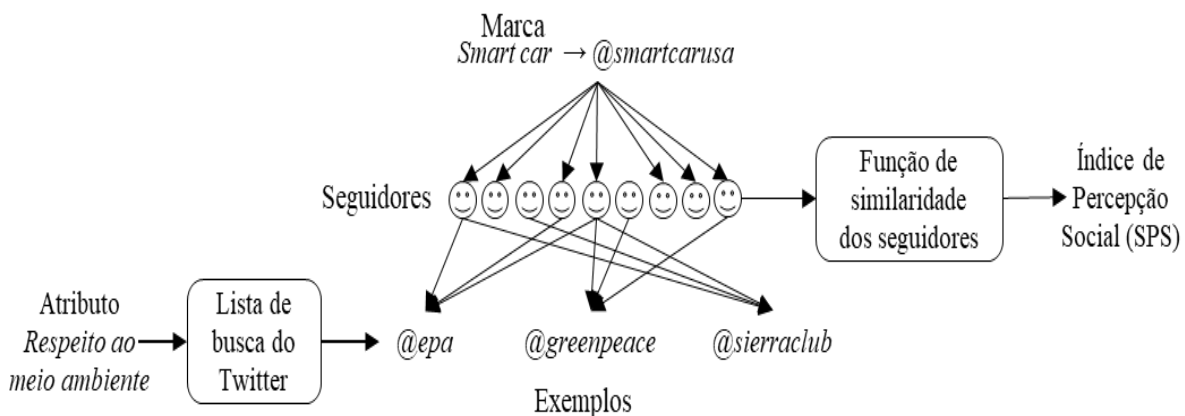 Marca
Smart car → @smartcarusa
Seguidores
Função de
similaridade
dos seguidores
Índice de
Percepção
Social (SPS)
Atributo
Respeito ao
meio ambiente
Lista de
busca do
Twitter
@epa
@greenpeace
@sierraclub
Exemplos